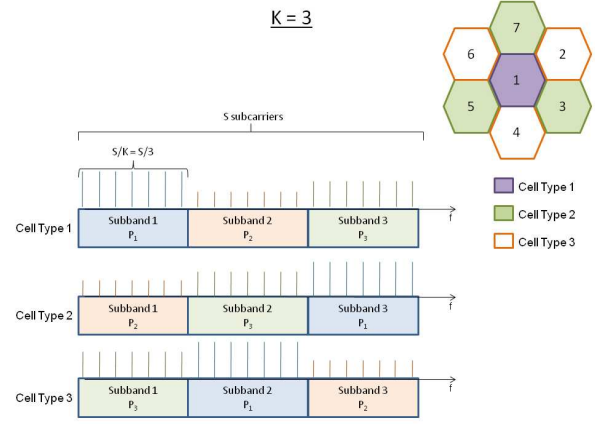 K = 3
7
6
2
1
5
3
4
S subcarriers
S/K = S/3
Cell Type 1
Cell Type 2
Cell Type 3
Cell Type 1
Subband 1
P₁
Subband 2
P₂
Subband 3
P₃
f
Cell Type 2
Subband 1
P₂
Subband 2
P₃
Subband 3
P₁
f
Cell Type 3
Subband 1
P₃
Subband 2
P₁
Subband 3
P₂
f